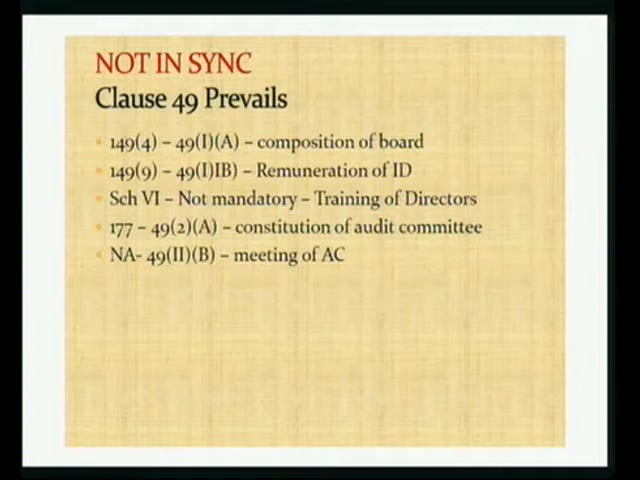 NOT IN SYNC
Clause 49 Prevails
149(4) – 49(I)(A) – composition of board
149(9) – 49(I)IB) – Remuneration of ID
Sch VI – Not mandatory – Training of Directors
177 – 49(2)(A) – constitution of audit committee
NA- 49(II)(B) – meeting of AC